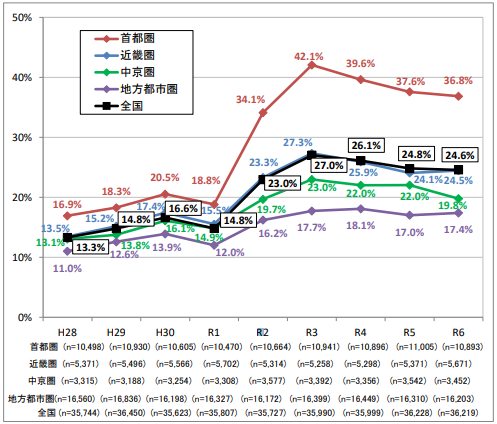 50%
40%
30%
20%
10%
0%
首都圏
近畿圏
中京圏
地方都市圏
全国
16.9% 18.3% 20.5% 18.8% 34.1% 42.1% 39.6% 37.6% 36.8%
13.5% 15.2% 17.4% 15.5% 23.3% 27.3% 25.9% 24.1% 24.5%
13.1% 13.8% 16.1% 14.9% 19.7% 23.0% 22.0% 22.0% 19.8%
11.0% 12.6% 13.9% 12.0% 16.2% 17.7% 18.1% 17.0% 17.4%
13.3% 14.8% 16.6% 14.8% 23.0% 27.0% 26.1% 24.8% 24.6%
H28 H29 H30 R1 R2 R3 R4 R5 R6
首都圏 (n=10,498) (n=10,930) (n=10,605) (n=10,470) (n=10,664) (n=10,941) (n=10,896) (n=11,005) (n=10,893)
近畿圏 (n=5,371) (n=5,496) (n=5,566) (n=5,702) (n=5,314) (n=5,258) (n=5,298) (n=5,371) (n=5,671)
中京圏 (n=3,315) (n=3,188) (n=3,254) (n=3,308) (n=3,577) (n=3,392) (n=3,356) (n=3,542) (n=3,452)
地方都市圏 (n=16,560) (n=16,836) (n=16,198) (n=16,327) (n=16,172) (n=16,399) (n=16,449) (n=16,310) (n=16,203)
全国 (n=35,744) (n=36,450) (n=35,623) (n=35,807) (n=35,727) (n=35,990) (n=35,999) (n=36,228) (n=36,219)